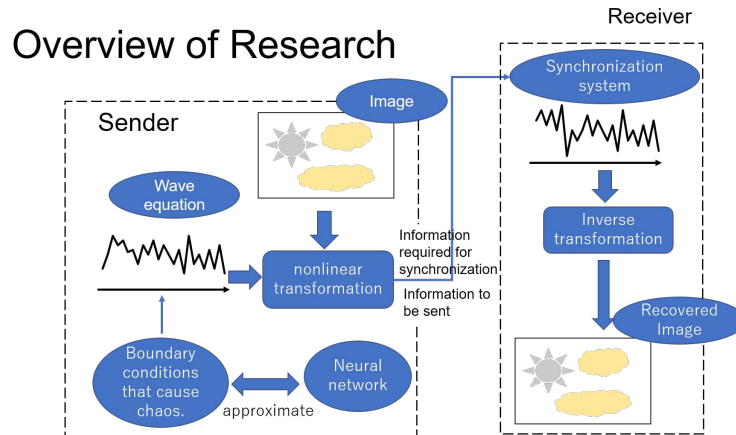 Overview of Research
Sender
Image
Wave
equation
nonlinear
transformation
Boundary
conditions
that cause
chaos.
approximate
Neural
network
Information
required for
synchronization
Information to
be sent
Receiver
Synchronization
system
Inverse
transformation
Recovered
Image